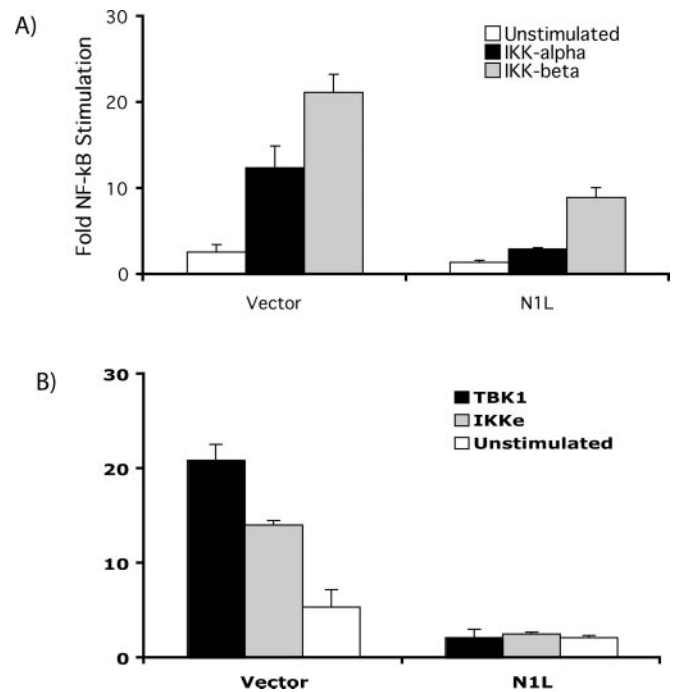 A)
Fold NF-kB Stimulation
30
20
10
0
Unstimulated
IKK-alpha
IKK-beta
Vector
N1L
B)
30
20
10
0
TBK1
IKKe
Unstimulated
Vector
N1L